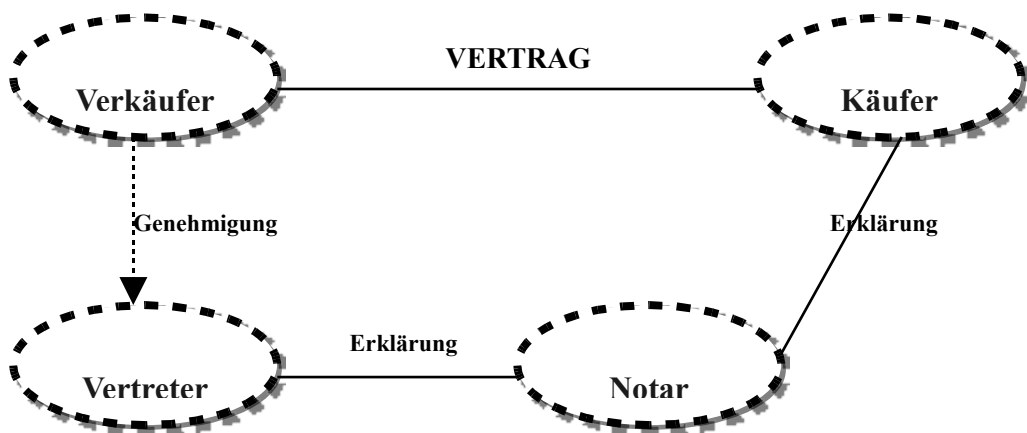 VERTRAG
Verkäufer
Käufer
Genehmigung
Erklärung
Erklärung
Vertreter
Notar